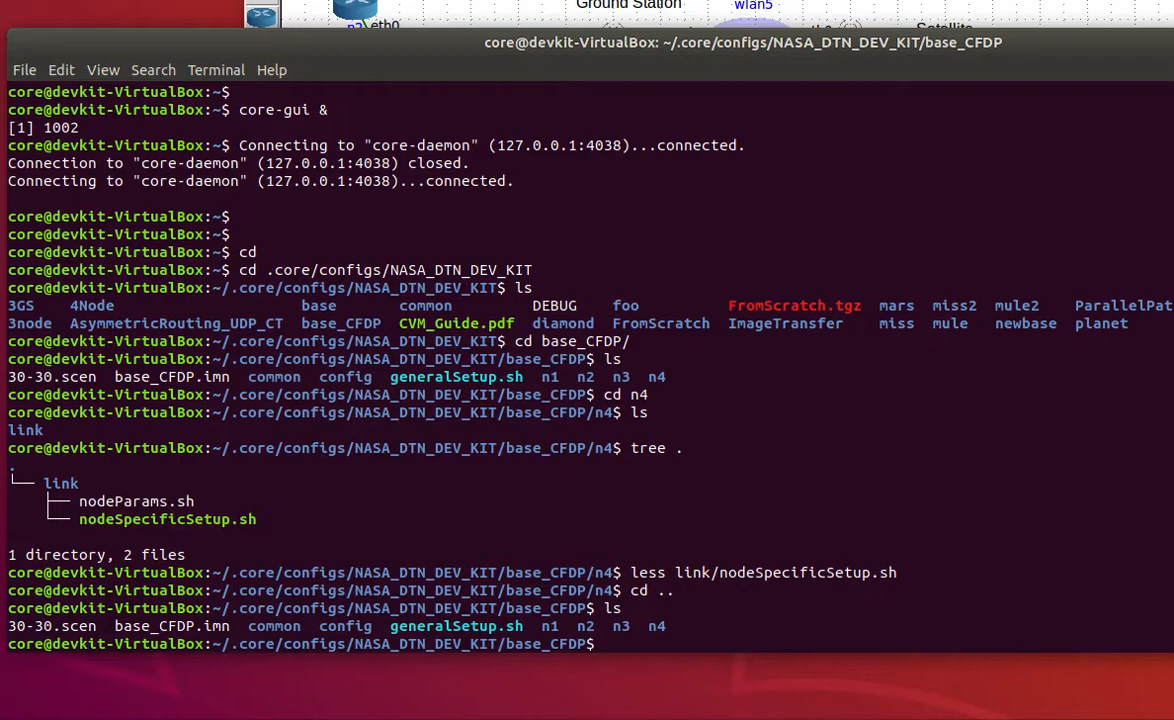 Ground Station
wlan5
eth0
core@devkit-VirtualBox: ~/.core/configs/NASA_DTN_DEV_KIT/base_CFDP
File Edit View Search Terminal Help
core@devkit-VirtualBox:~$
core@devkit-VirtualBox:~$ core-gui &
[1] 1002
core@devkit-VirtualBox:~$ Connecting to "core-daemon" (127.0.0.1:4038)...connected.
Connection to "core-daemon" (127.0.0.1:4038) closed.
Connecting to "core-daemon" (127.0.0.1:4038)...connected.
core@devkit-VirtualBox:~$
core@devkit-VirtualBox:~$
core@devkit-VirtualBox:~$ cd
core@devkit-VirtualBox:~$ cd .core/configs/NASA_DTN_DEV_KIT
core@devkit-VirtualBox:~/.core/configs/NASA_DTN_DEV_KIT$ ls
3GS 4Node base common DEBUG foo FromScratch.tgz mars miss2 mule2 ParallelPat
3node AsymmetricRouting_UDP_CT base_CFDP CVM_Guide.pdf diamond FromScratch ImageTransfer miss mule newbase planet
core@devkit-VirtualBox:~/.core/configs/NASA_DTN_DEV_KIT$ cd base_CFDP/
core@devkit-VirtualBox:~/.core/configs/NASA_DTN_DEV_KIT/base_CFDP$ ls
30-30.scen base_CFDP.imn common config generalSetup.sh n1 n2 n3 n4
core@devkit-VirtualBox:~/.core/configs/NASA_DTN_DEV_KIT/base_CFDP$ cd n4
core@devkit-VirtualBox:~/.core/configs/NASA_DTN_DEV_KIT/base_CFDP/n4$ ls
link
core@devkit-VirtualBox:~/.core/configs/NASA_DTN_DEV_KIT/base_CFDP/n4$ tree .
.
└── link
├── nodeParams.sh
└── nodeSpecificSetup.sh
1 directory, 2 files
core@devkit-VirtualBox:~/.core/configs/NASA_DTN_DEV_KIT/base_CFDP/n4$ less link/nodeSpecificSetup.sh
core@devkit-VirtualBox:~/.core/configs/NASA_DTN_DEV_KIT/base_CFDP/n4$ cd ..
core@devkit-VirtualBox:~/.core/configs/NASA_DTN_DEV_KIT/base_CFDP$ ls
30-30.scen base_CFDP.imn common config generalSetup.sh n1 n2 n3 n4
core@devkit-VirtualBox:~/.core/configs/NASA_DTN_DEV_KIT/base_CFDP$